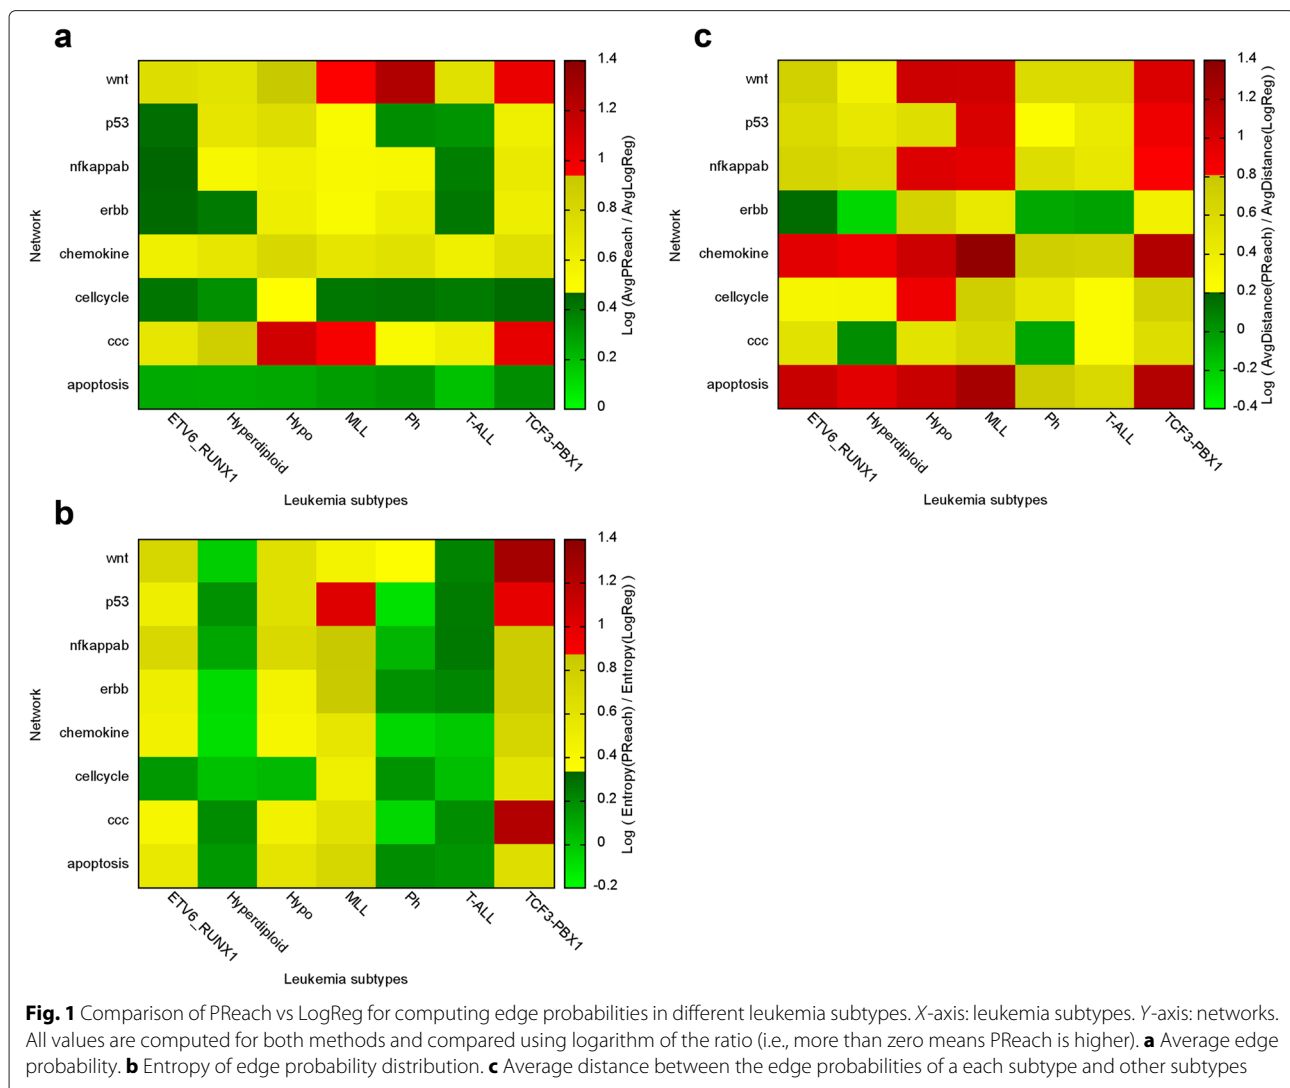 a
wnt
p53
nfkappab
erbb
chemokine
cellcycle
ccc
apoptosis
Network
ETV6_RUNX1
Hyperdiploid
Hypo
MLL
Ph
T-ALL
TCF3-PBX1
Leukemia subtypes
1.4
1.2
1
0.8
0.6
0.4
0.2
0
Log (AvgPReach / AvgLogReg)
c
wnt
p53
nfkappab
erbb
chemokine
cellcycle
ccc
apoptosis
Network
ETV6_RUNX1
Hyperdiploid
Hypo
MLL
Ph
T-ALL
TCF3-PBX1
Leukemia subtypes
1.4
1.2
1
0.8
0.6
0.4
0.2
0
-0.2
-0.4
Log ( AvgDistance(PReach) / AvgDistance(LogReg) )
b
wnt
p53
nfkappab
erbb
chemokine
cellcycle
ccc
apoptosis
Network
ETV6_RUNX1
Hyperdiploid
Hypo
MLL
Ph
T-ALL
TCF3-PBX1
Leukemia subtypes
1.4
1.2
1
0.8
0.6
0.4
0.2
0
-0.2
Log ( Entropy(PReach) / Entropy(LogReg) )
Fig. 1 Comparison of PReach vs LogReg for computing edge probabilities in different leukemia subtypes. X-axis: leukemia subtypes. Y-axis: networks.
All values are computed for both methods and compared using logarithm of the ratio (i.e., more than zero means PReach is higher). a Average edge
probability. b Entropy of edge probability distribution. c Average distance between the edge probabilities of a each subtype and other subtypes